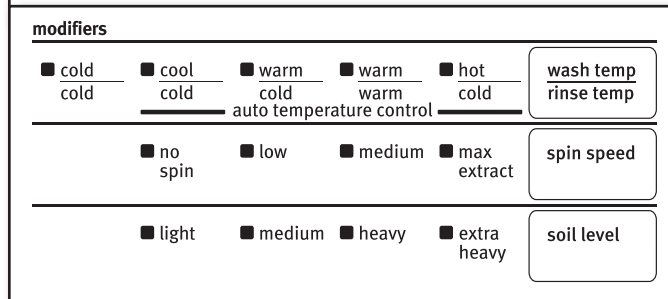 modifiers
cold cool warm warm hot wash temp
cold cold cold warm cold rinse temp
auto temperature control
no low medium max spin speed
spin extract
light medium heavy extra soil level
heavy